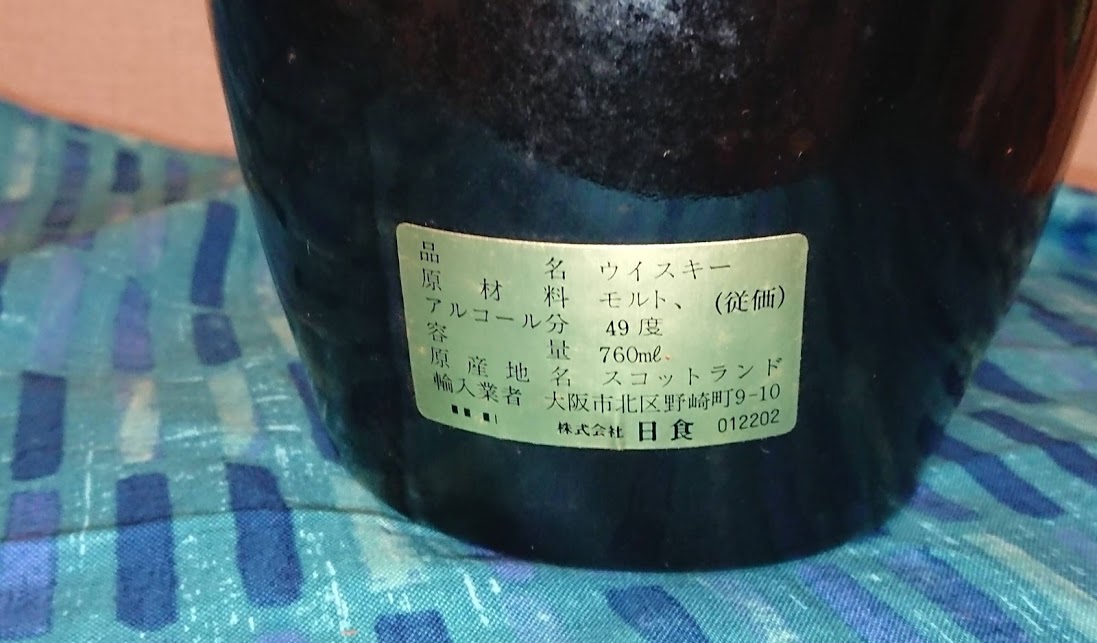 品名 ウイスキー
原材料 モルト、(従価)
アルコール分 49度
容量 760ml
原産地名 スコットランド
輸入業者 大阪市北区野崎町9-10
株式会社 日食 012202